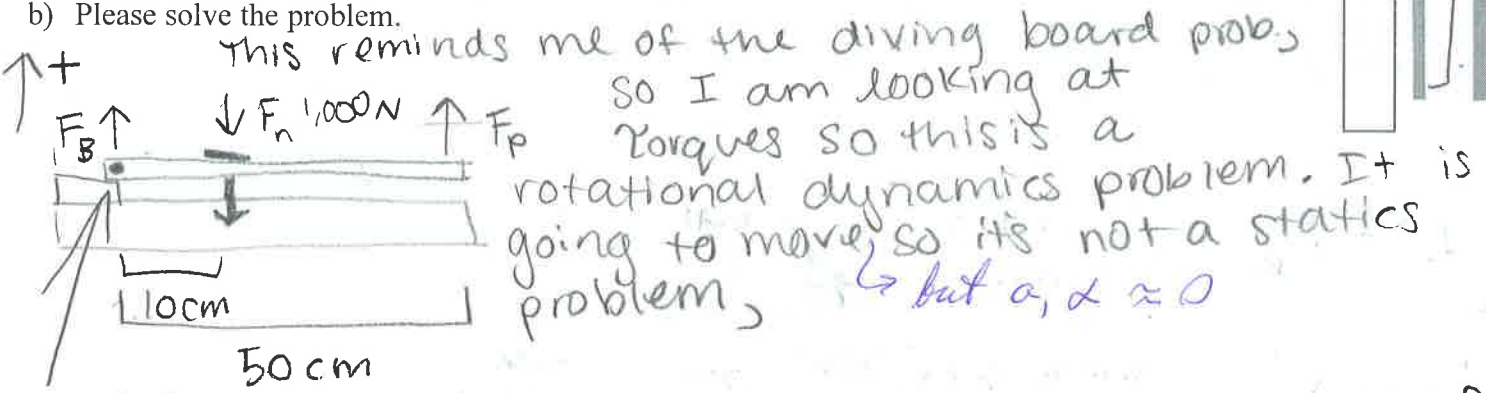 b) Please solve the problem.
This reminds me of the diving board prob,
so I am looking at
↑+
F_B ↑ ↓ F_n 1,000N ↑ F_p
torques so this is a
rotational dynamics problem. It is
going to move, so it's not a statics
problem,
↳ but a, α ≈ 0
10cm
50 cm